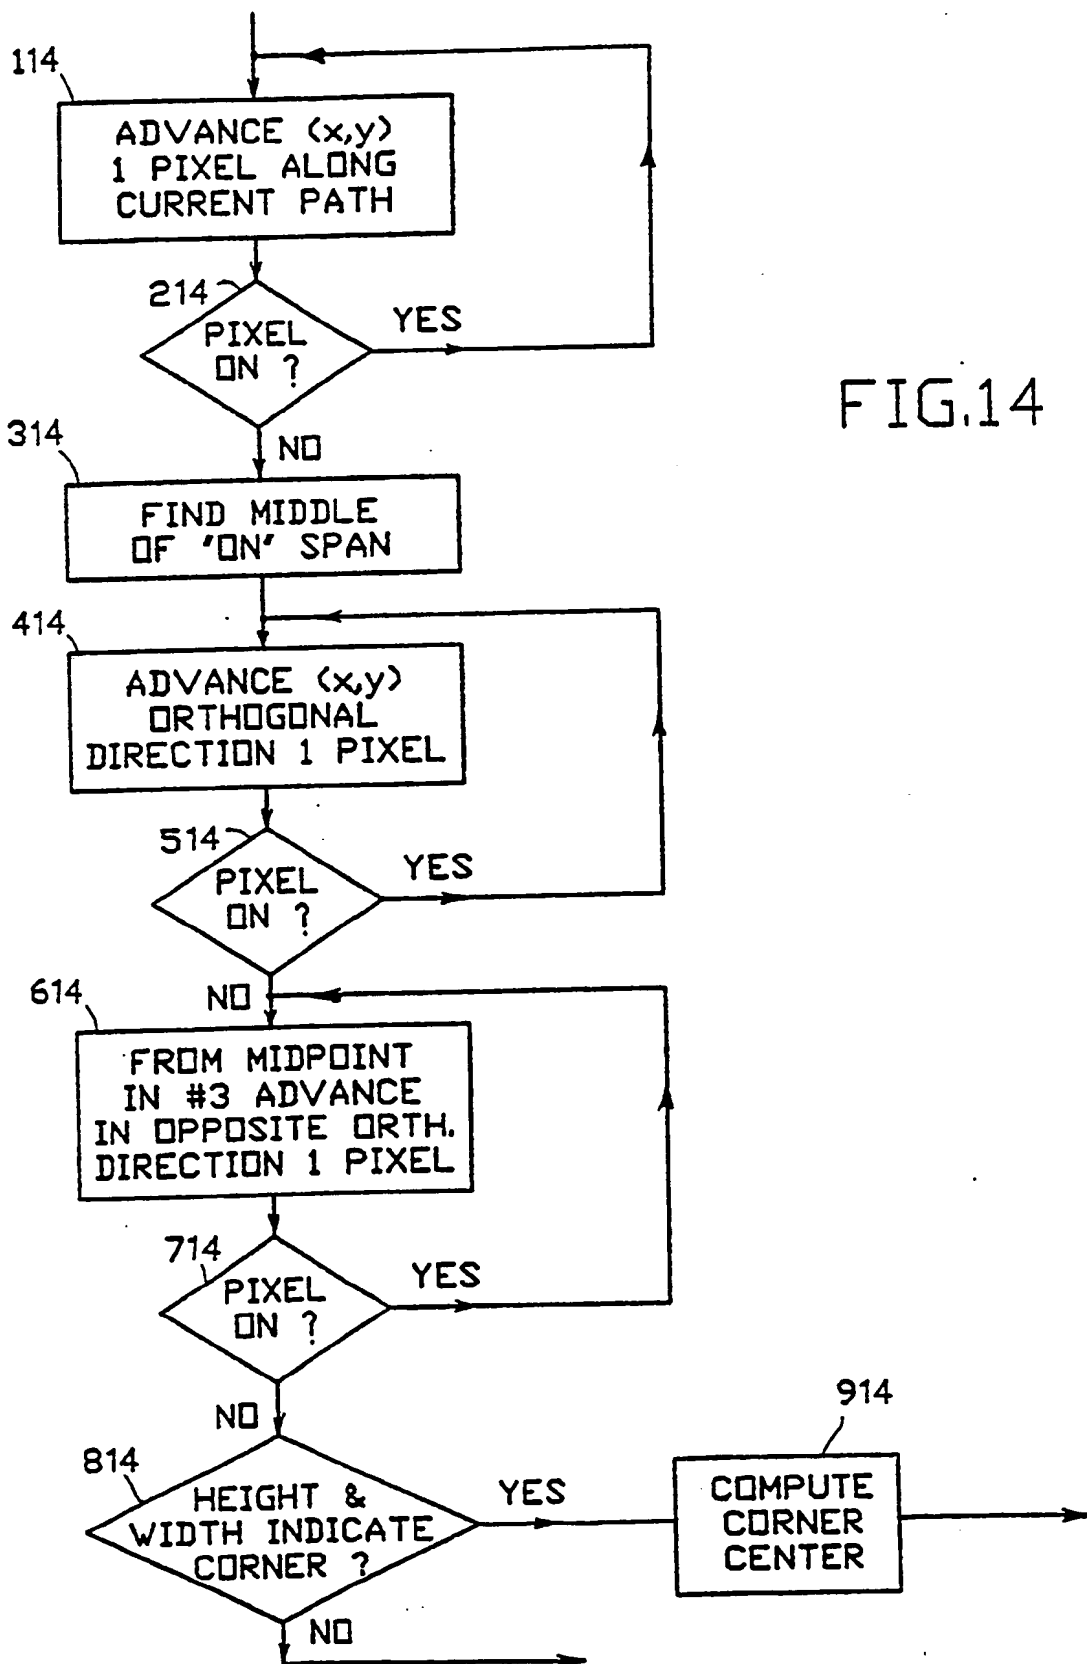 114
ADVANCE (x,y)
1 PIXEL ALONG
CURRENT PATH
214
PIXEL
ON ?
YES
FIG.14
NO
314
FIND MIDDLE
OF 'ON' SPAN
414
ADVANCE (x,y)
ORTHOGONAL
DIRECTION 1 PIXEL
514
PIXEL
ON ?
YES
NO
614
FROM MIDPOINT
IN #3 ADVANCE
IN OPPOSITE ORTH.
DIRECTION 1 PIXEL
714
PIXEL
ON ?
YES
NO
814
HEIGHT &
WIDTH INDICATE
CORNER ?
YES
914
COMPUTE
CORNER
CENTER
NO